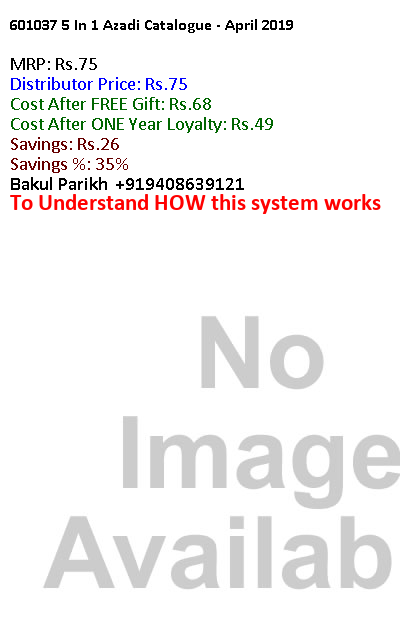 601037 5 In 1 Azadi Catalogue - April 2019
MRP: Rs.75
Distributor Price: Rs.75
Cost After FREE Gift: Rs.68
Cost After ONE Year Loyalty: Rs.49
Savings: Rs.26
Savings %: 35%
Bakul Parikh +919408639121
To Understand HOW this system works
No
Image
Availab